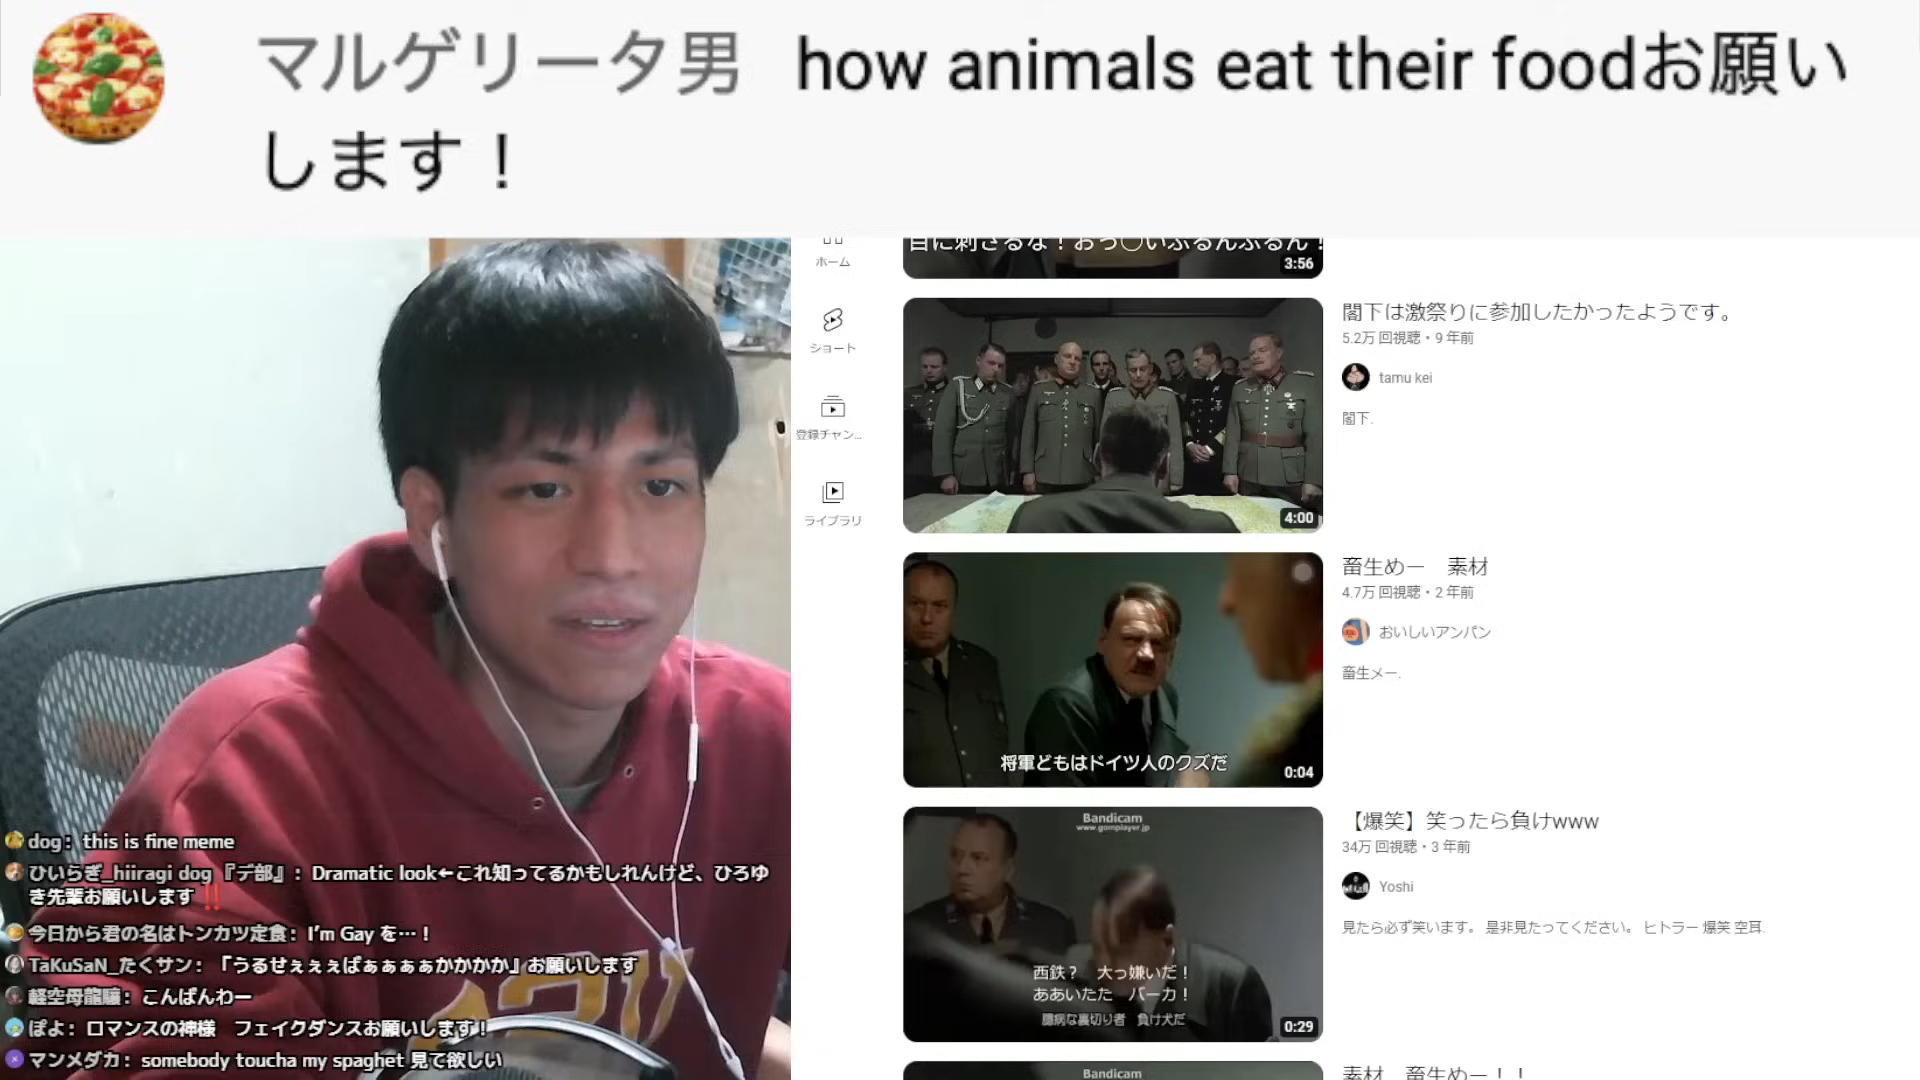 マルゲリータ男 how animals eat their foodお願い
します！
ホーム
3:56
ショート
登録チャン...
ライブラリ
閣下は激祭りに参加したかったようです。
5.2万 回視聴・9 年前
tamu kei
閣下.
4:00
畜生めー　素材
4.7万 回視聴・2 年前
おいしいアンパン
畜生メー.
将軍どもはドイツ人のクズだ
0:04
【爆笑】笑ったら負けwww
34万 回視聴・3 年前
Yoshi
見たら必ず笑います。 是非見たってください。 ヒトラー 爆笑 空耳.
Bandicam
www.gomplayer.jp
西鉄？　大っ嫌いだ！
ああいたた　バーカ！
臆病な裏切り者　負け犬だ
0:29
Bandicam
素材　畜生めー！！
dog： this is fine meme
ひいらぎ_hiiragi dog『デ部』： Dramatic look←これ知ってるかもしれんけど、ひろゆ
き先輩お願いします‼
今日から君の名はトンカツ定食： I’m Gay を…！
TaKuSaN_たくサン： 『うるせぇぇぇぱぁぁぁぁかかかか』お願いします
軽空母龍驤： こんばんわー
ぽよ： ロマンスの神様　フェイクダンスお願いします！
マンメダカ： somebody toucha my spaghet 見て欲しい